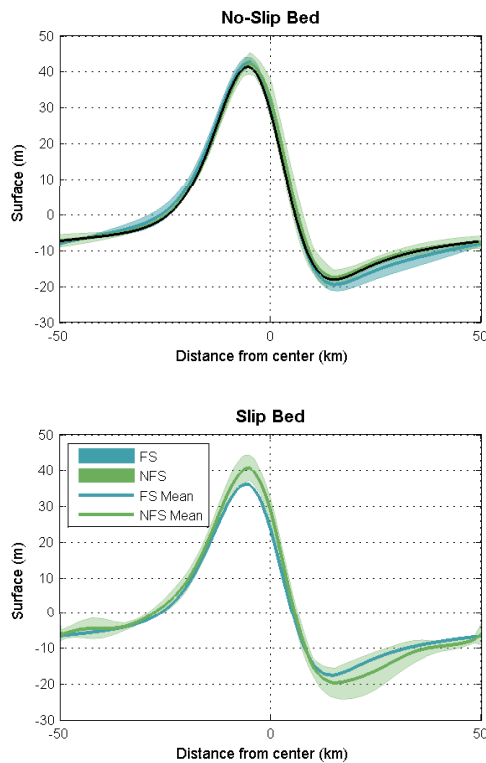 No-Slip Bed
50
40
30
20
10
0
-10
-20
-30
Surface (m)
-50 0 50
Distance from center (km)
Slip Bed
50
40
30
20
10
0
-10
-20
-30
Surface (m)
FS
NFS
FS Mean
NFS Mean
-50 0 50
Distance from center (km)